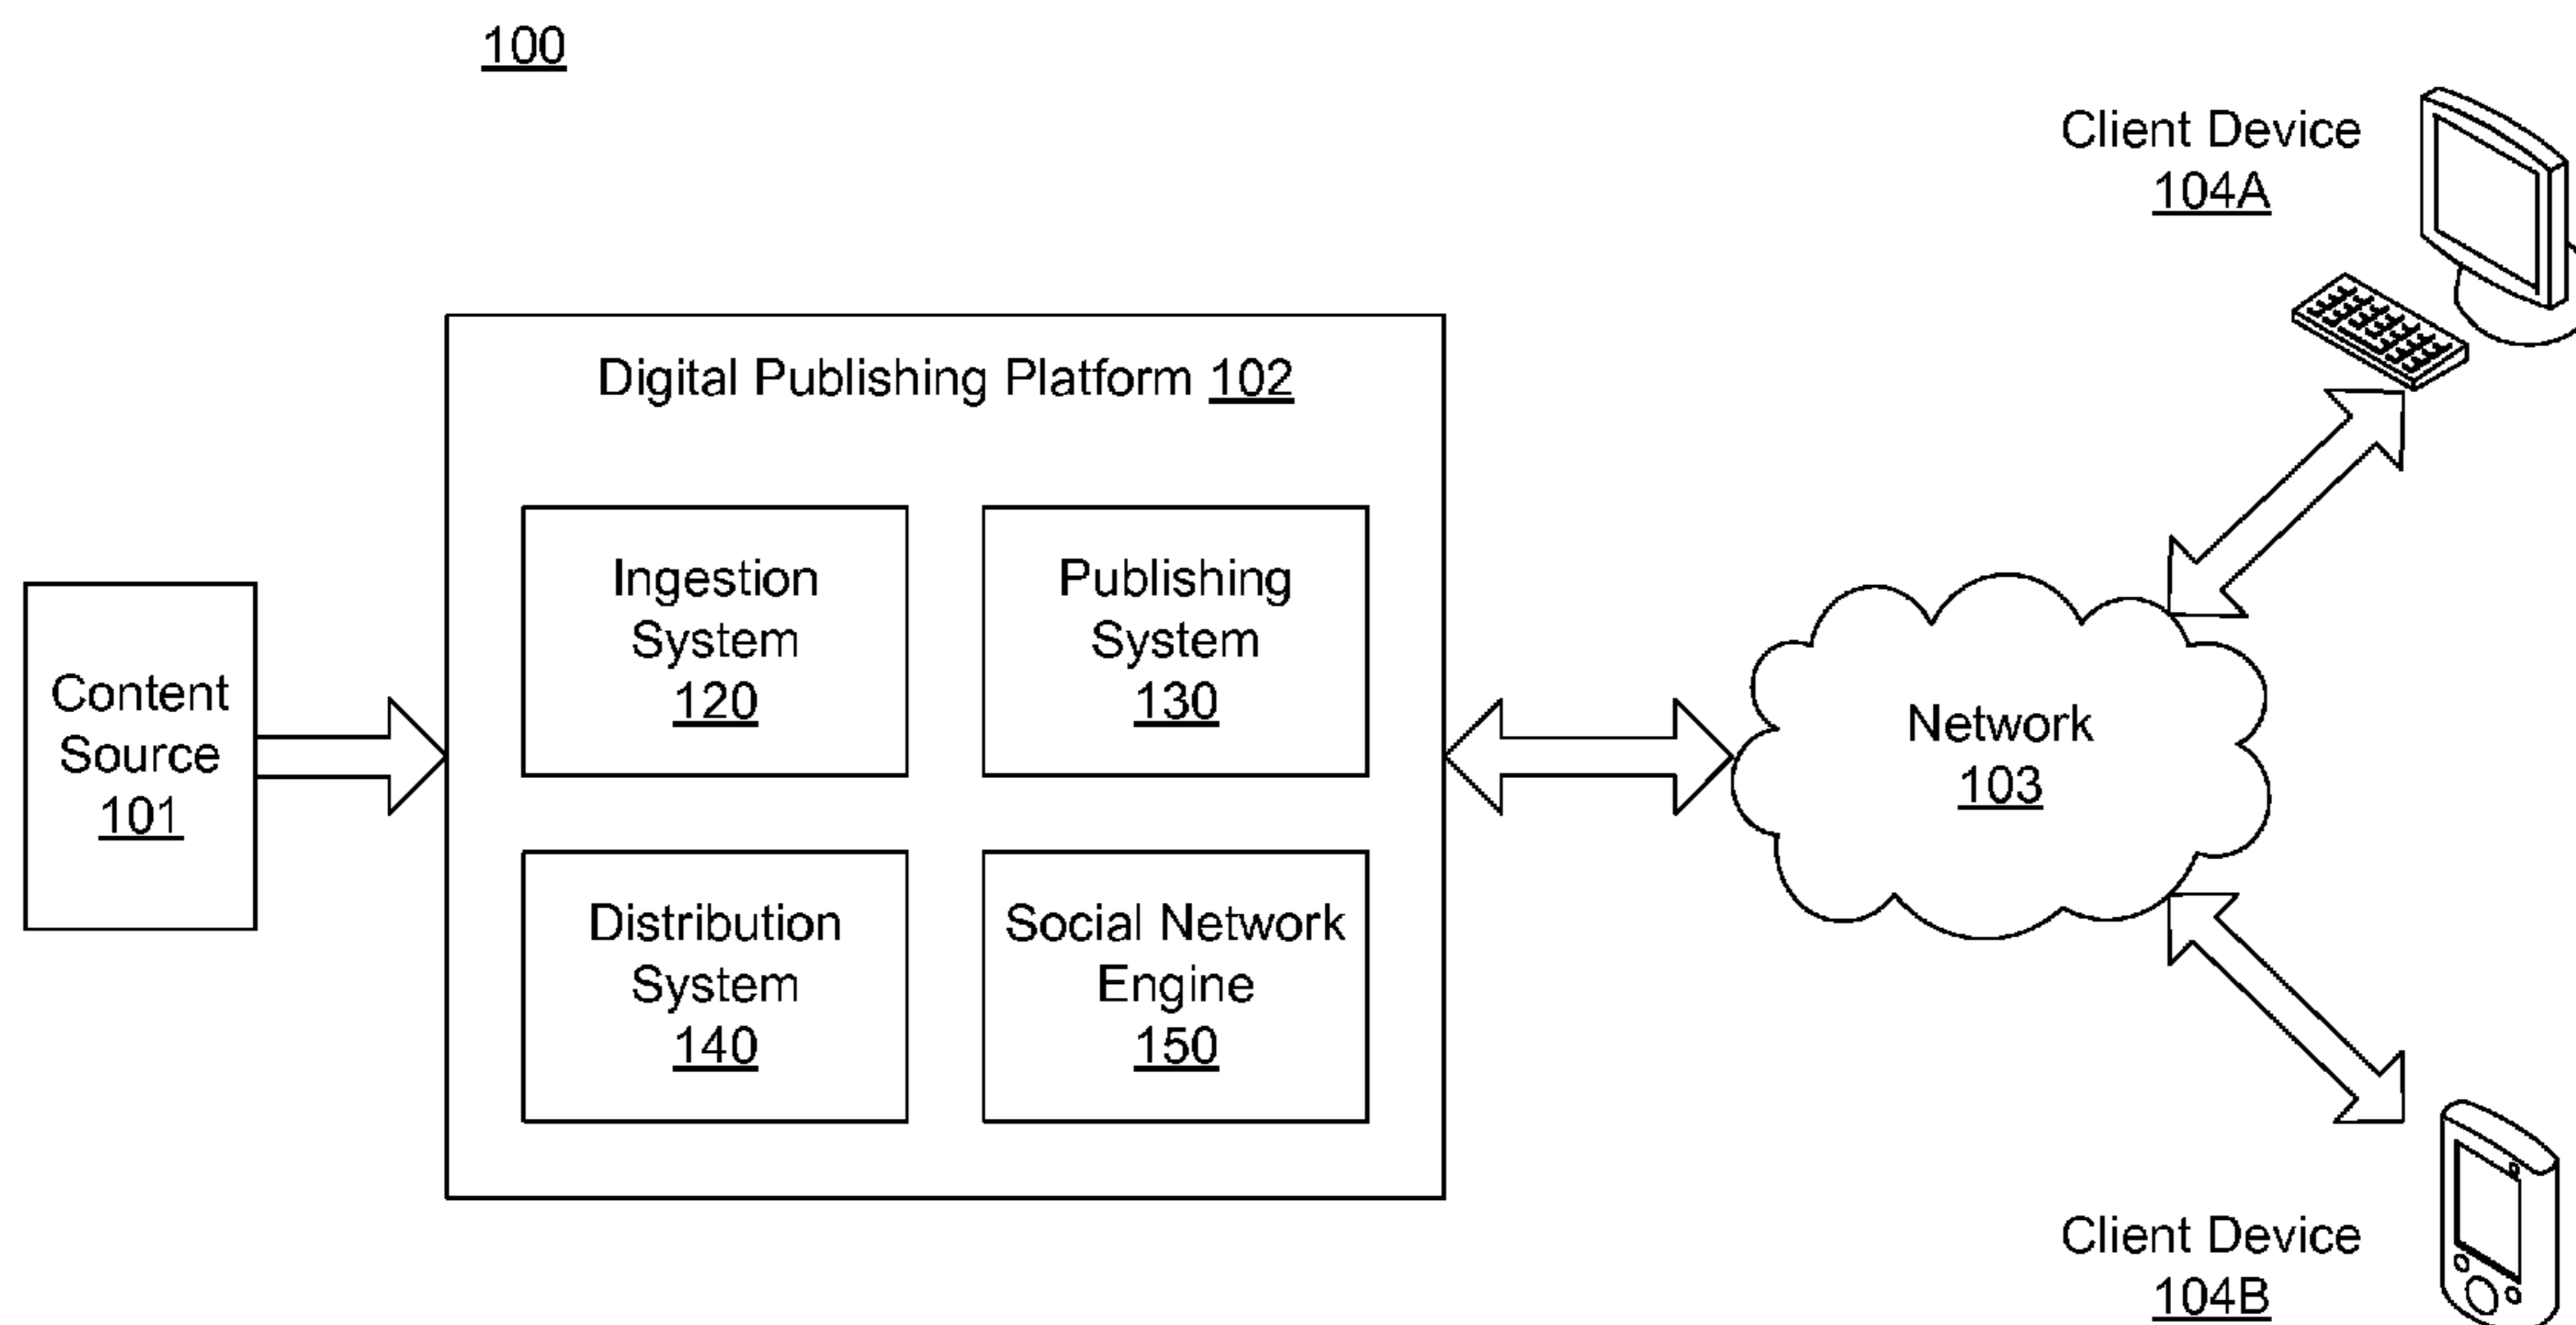 100
Client Device
104A
Digital Publishing Platform 102
Ingestion
System
120
Publishing
System
130
Content
Source
101
Network
103
Distribution
System
140
Social Network
Engine
150
Client Device
104B